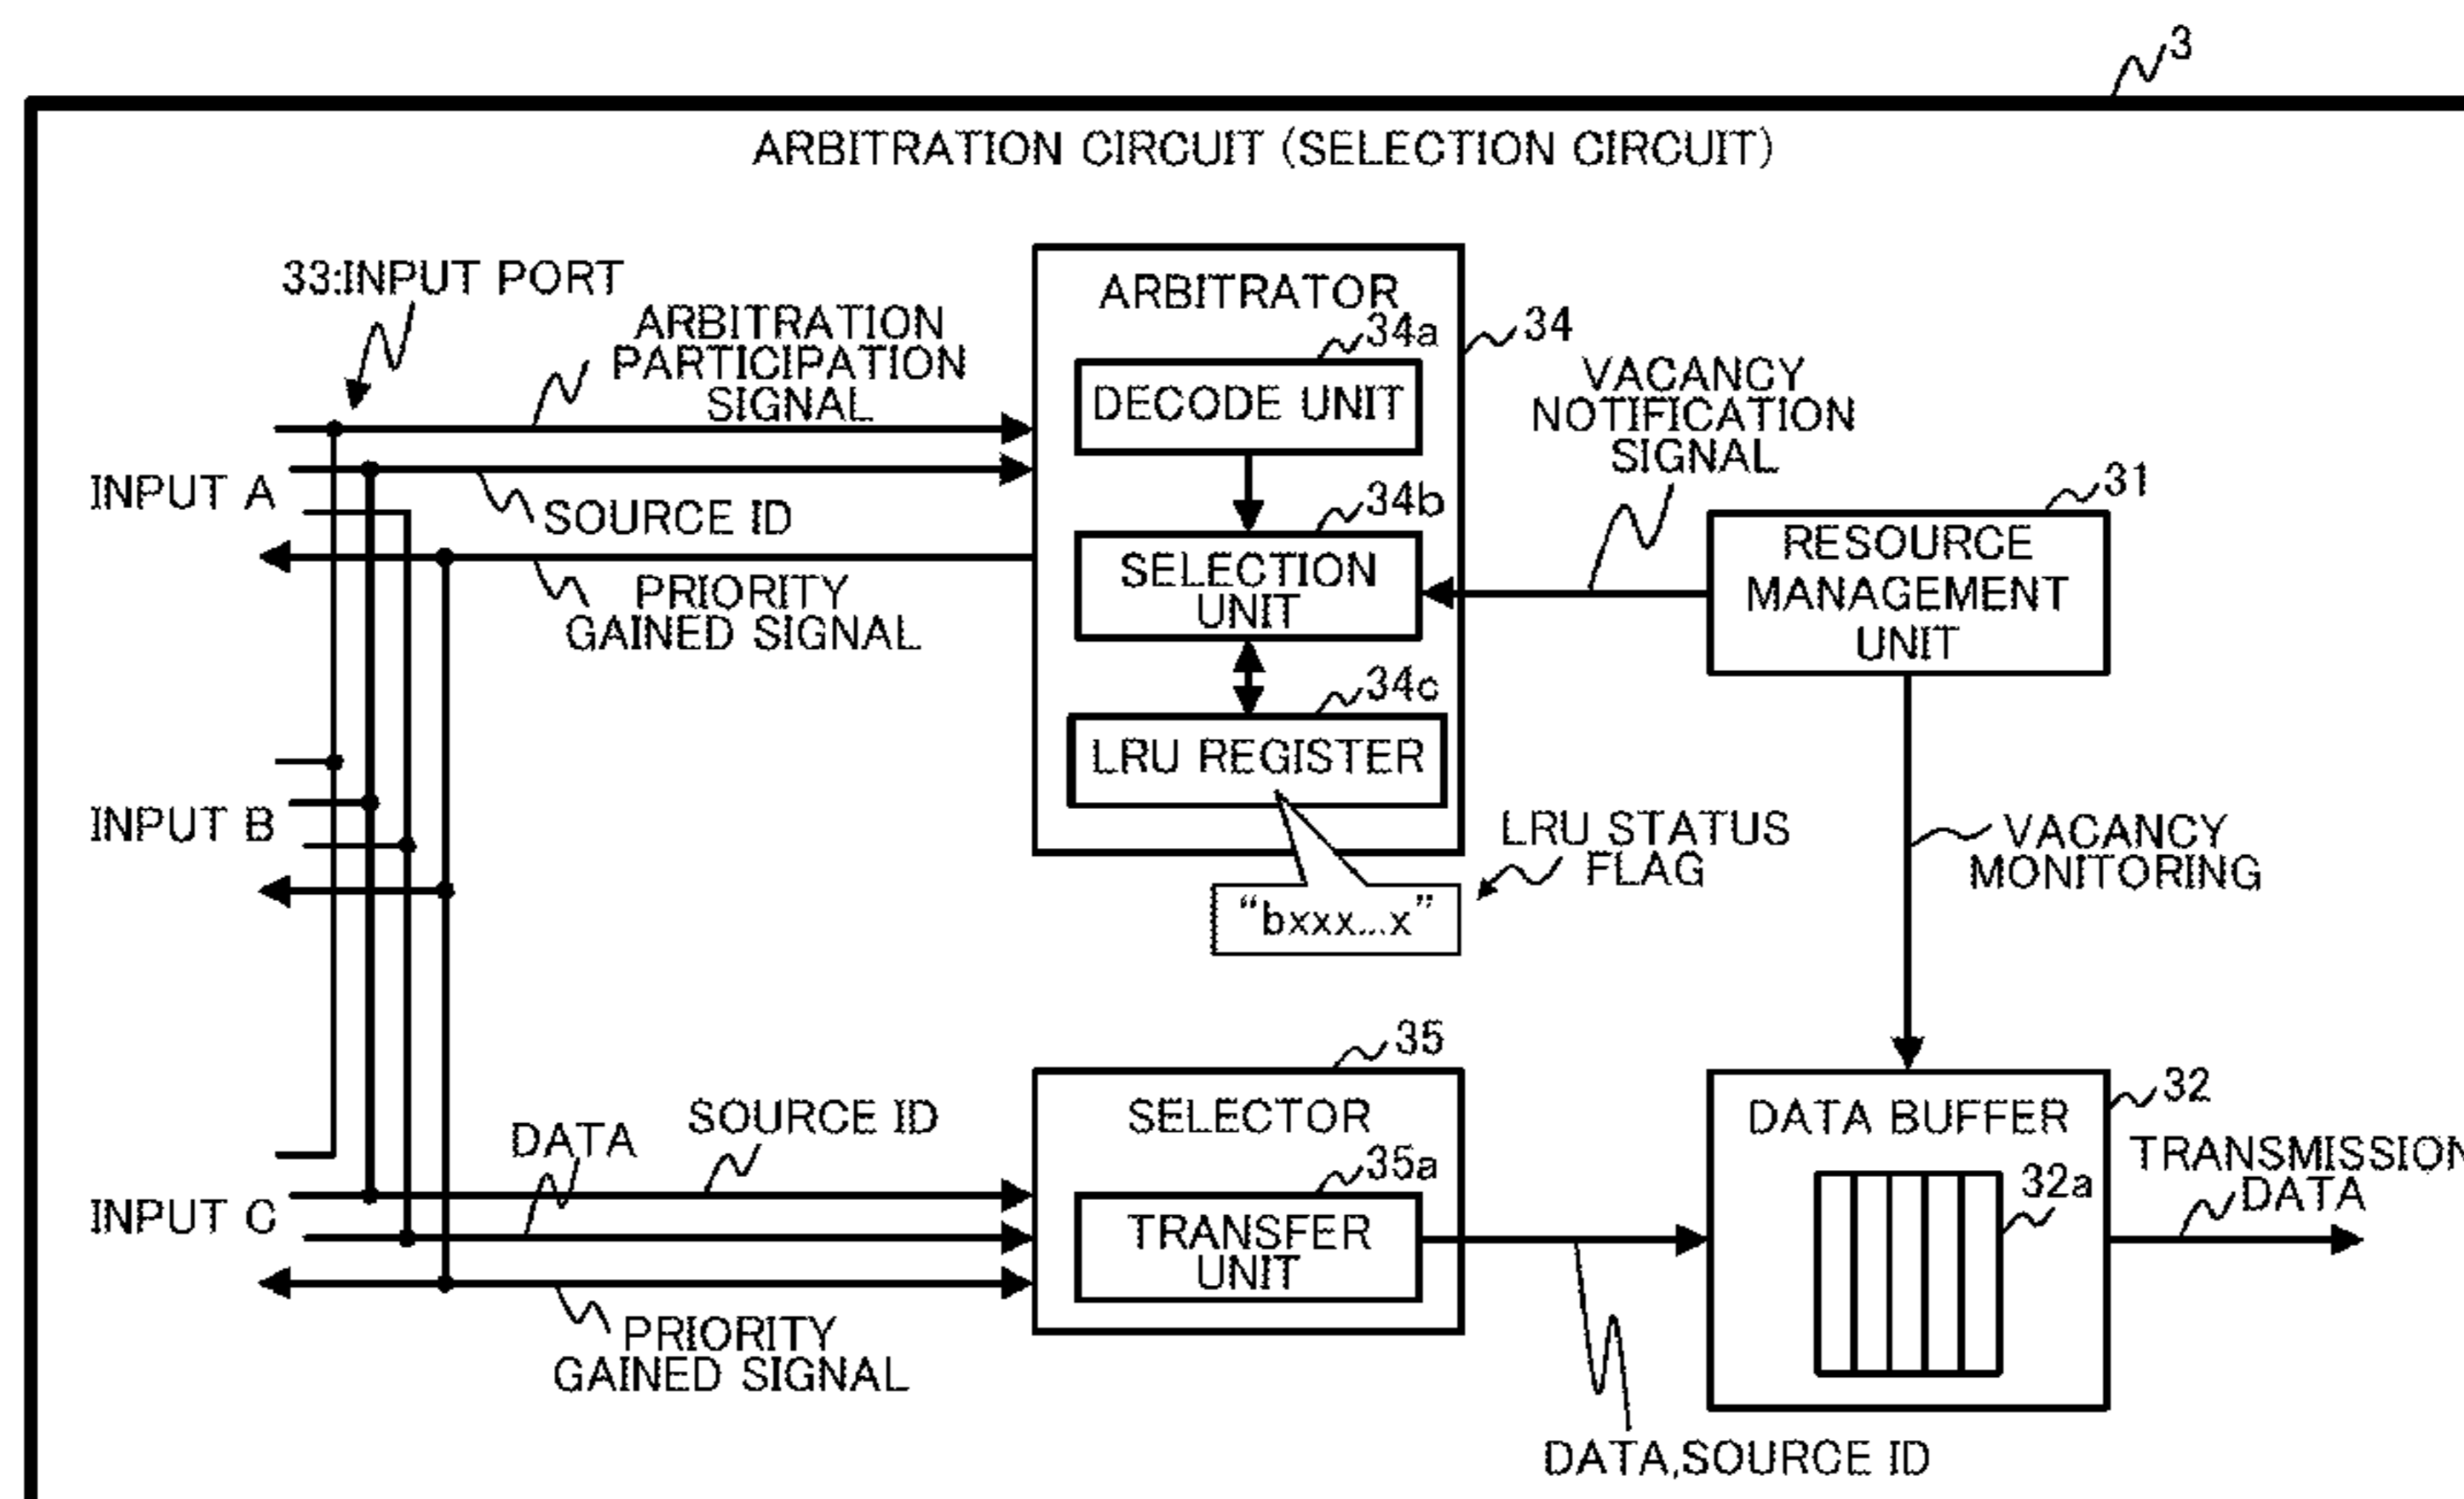 3
ARBITRATION CIRCUIT (SELECTION CIRCUIT)
33:INPUT PORT
ARBITRATION
PARTICIPATION
SIGNAL
ARBITRATOR
34
34a
DECODE UNIT
VACANCY
NOTIFICATION
SIGNAL
INPUT A
SOURCE ID
34b
SELECTION
UNIT
31
RESOURCE
MANAGEMENT
UNIT
PRIORITY
GAINED SIGNAL
34c
LRU REGISTER
INPUT B
LRU STATUS
FLAG
"bxxx...x"
VACANCY
MONITORING
35
SELECTOR
SOURCE ID
DATA
35a
TRANSFER
UNIT
INPUT C
PRIORITY
GAINED SIGNAL
32
DATA BUFFER
32a
TRANSMISSION
DATA
DATA,SOURCE ID